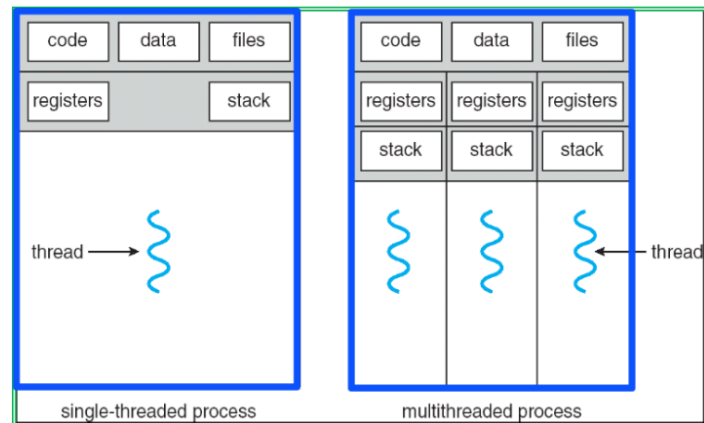 code data files code data files
registers stack registers registers registers
stack stack stack
thread thread
single-threaded process multithreaded process